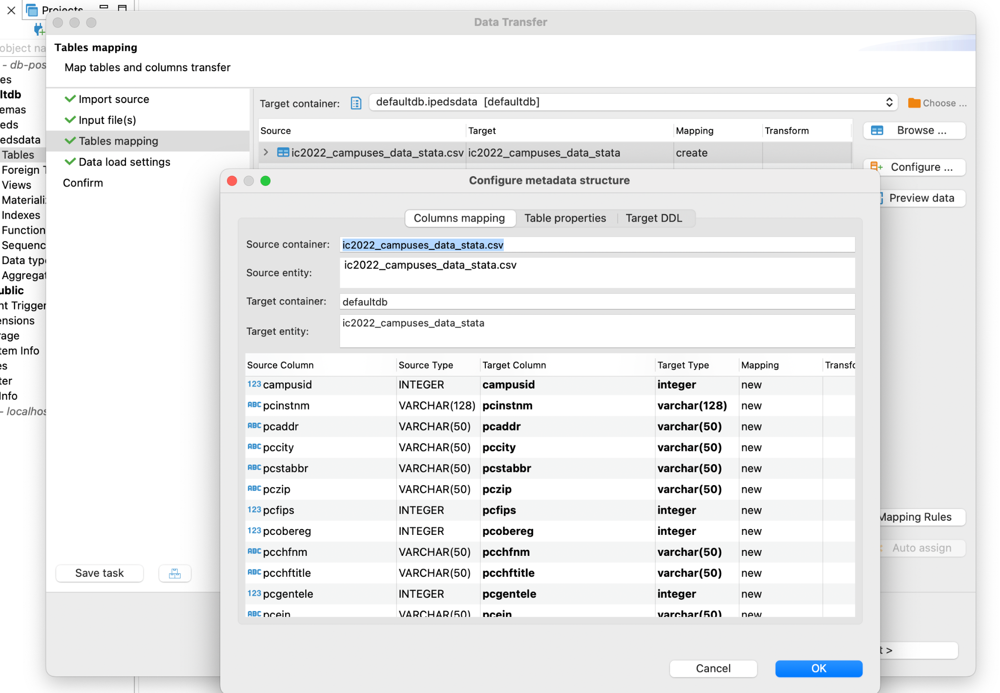 Projects
object na
- db-pos
es
ltdb
emas
eds
edsdata
Tables
Foreign T
Views
Materiali
Indexes
Function
Sequenc
Data type
Aggregat
ublic
nt Trigger
ensions
rage
tem Info
es
ter
Info
- localhos
Data Transfer
Tables mapping
Map tables and columns transfer
Import source
Input file(s)
Tables mapping
Data load settings
Confirm
Save task
Target container: defaultdb.ipedsdata [defaultdb] Choose ...
Source Target Mapping Transform
ic2022_campuses_data_stata.csv ic2022_campuses_data_stata create
Browse ...
Configure ...
Preview data
Mapping Rules
Auto assign
t >
Configure metadata structure
Columns mapping Table properties Target DDL
Source container: ic2022_campuses_data_stata.csv
Source entity: ic2022_campuses_data_stata.csv
Target container: defaultdb
Target entity: ic2022_campuses_data_stata
Source Column Source Type Target Column Target Type Mapping Transfo
123 campusid INTEGER campusid integer new
ABC pcinstnm VARCHAR(128) pcinstnm varchar(128) new
ABC pcaddr VARCHAR(50) pcaddr varchar(50) new
ABC pccity VARCHAR(50) pccity varchar(50) new
ABC pcstabbr VARCHAR(50) pcstabbr varchar(50) new
ABC pczip VARCHAR(50) pczip varchar(50) new
123 pcfips INTEGER pcfips integer new
123 pcobereg INTEGER pcobereg integer new
ABC pcchfnm VARCHAR(50) pcchfnm varchar(50) new
ABC pcchftitle VARCHAR(50) pcchftitle varchar(50) new
123 pcgentele INTEGER pcgentele integer new
ABC pcein VARCHAR(50) pcein varchar(50) new
Cancel OK